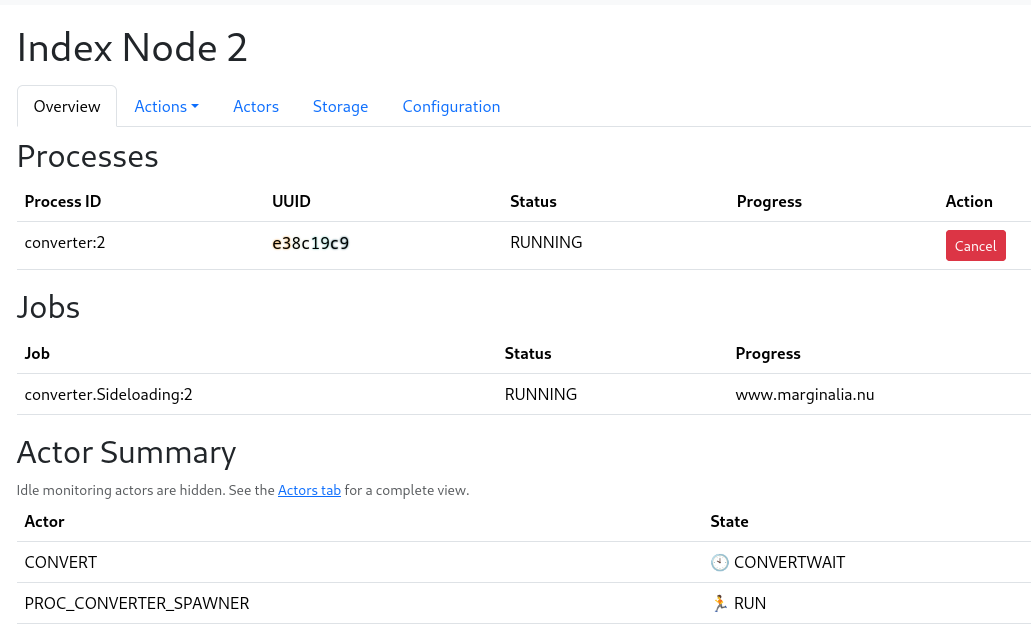 Index Node 2
Overview Actions Actors Storage Configuration
Processes
Process ID UUID Status Progress Action
converter:2 e38c19c9 RUNNING Cancel
Jobs
Job Status Progress
converter.Sideloading:2 RUNNING www.marginalia.nu
Actor Summary
Idle monitoring actors are hidden. See the Actors tab for a complete view.
Actor State
CONVERT CONVERTWAIT
PROC_CONVERTER_SPAWNER RUN